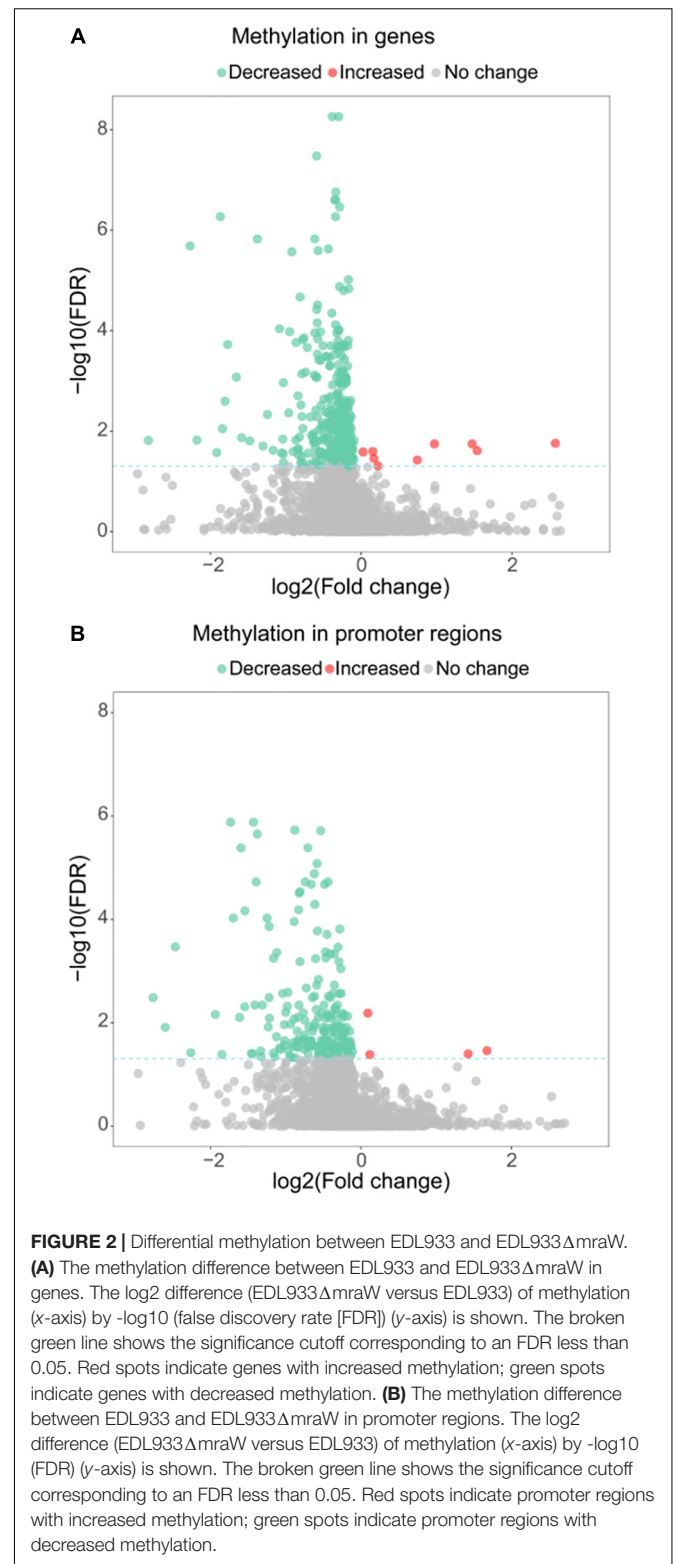 A
Methylation in genes
Decreased Increased No change
8
6
4
2
0
−log10(FDR)
−2 0 2
log2(Fold change)
B
Methylation in promoter regions
Decreased Increased No change
8
6
4
2
0
−log10(FDR)
−2 0 2
log2(Fold change)
FIGURE 2 | Differential methylation between EDL933 and EDL933ΔmraW.
(A) The methylation difference between EDL933 and EDL933ΔmraW in
genes. The log2 difference (EDL933ΔmraW versus EDL933) of methylation
(x-axis) by -log10 (false discovery rate [FDR]) (y-axis) is shown. The broken
green line shows the significance cutoff corresponding to an FDR less than
0.05. Red spots indicate genes with increased methylation; green spots
indicate genes with decreased methylation. (B) The methylation difference
between EDL933 and EDL933ΔmraW in promoter regions. The log2
difference (EDL933ΔmraW versus EDL933) of methylation (x-axis) by -log10
(FDR) (y-axis) is shown. The broken green line shows the significance cutoff
corresponding to an FDR less than 0.05. Red spots indicate promoter regions
with increased methylation; green spots indicate promoter regions with
decreased methylation.